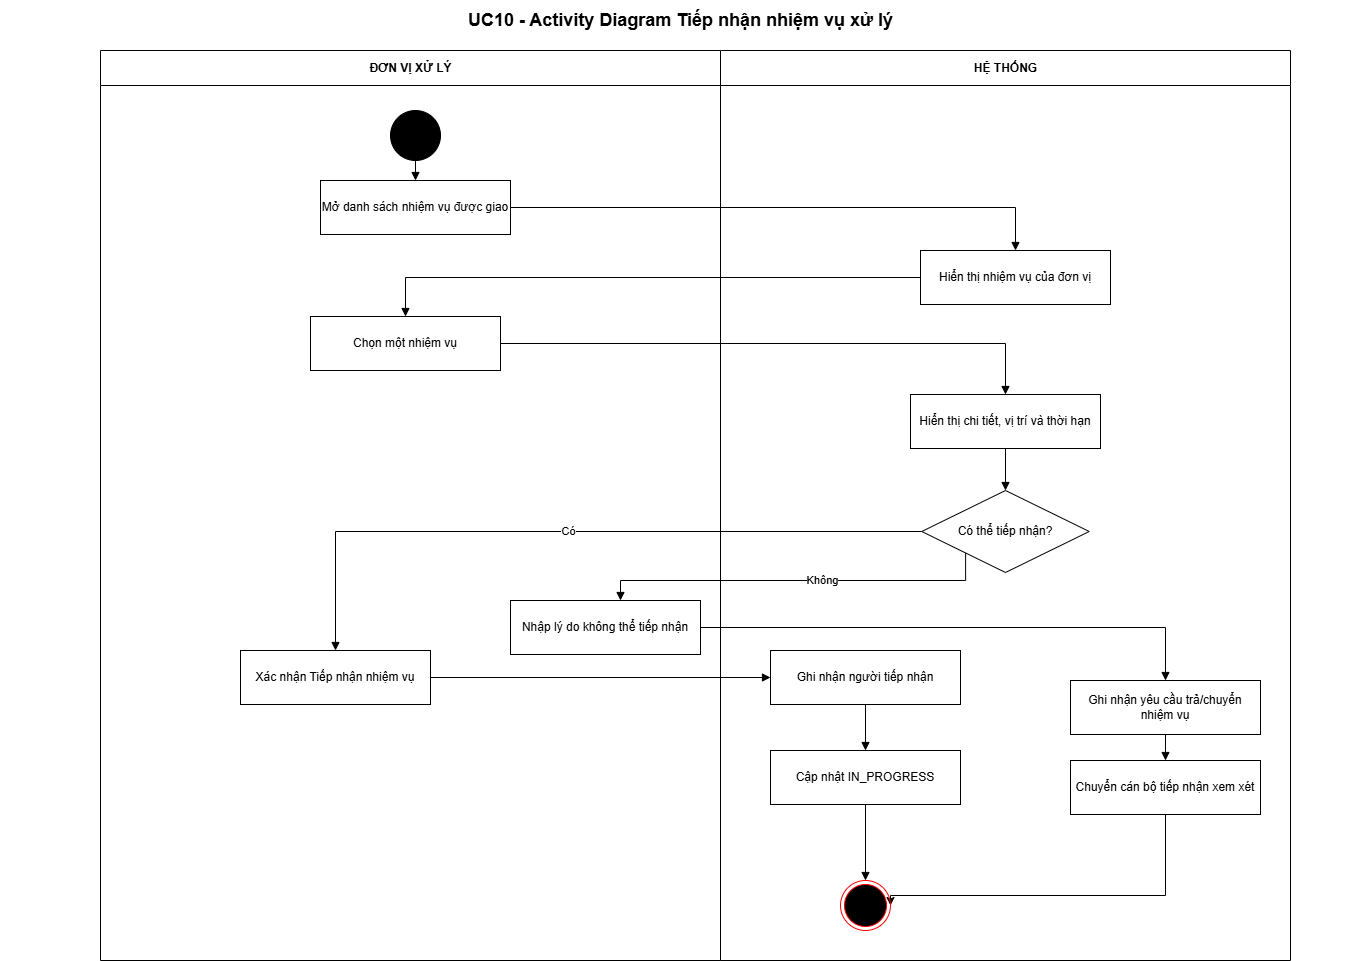 UC10 - Activity Diagram Tiếp nhận nhiệm vụ xử lý
ĐƠN VỊ XỬ LÝ
HỆ THỐNG
Mở danh sách nhiệm vụ được giao
Hiển thị nhiệm vụ của đơn vị
Chọn một nhiệm vụ
Hiển thị chi tiết, vị trí và thời hạn
Có thể tiếp nhận?
Có
Không
Nhập lý do không thể tiếp nhận
Xác nhận Tiếp nhận nhiệm vụ
Ghi nhận người tiếp nhận
Ghi nhận yêu cầu trả/chuyển
nhiệm vụ
Cập nhật IN_PROGRESS
Chuyển cán bộ tiếp nhận xem xét